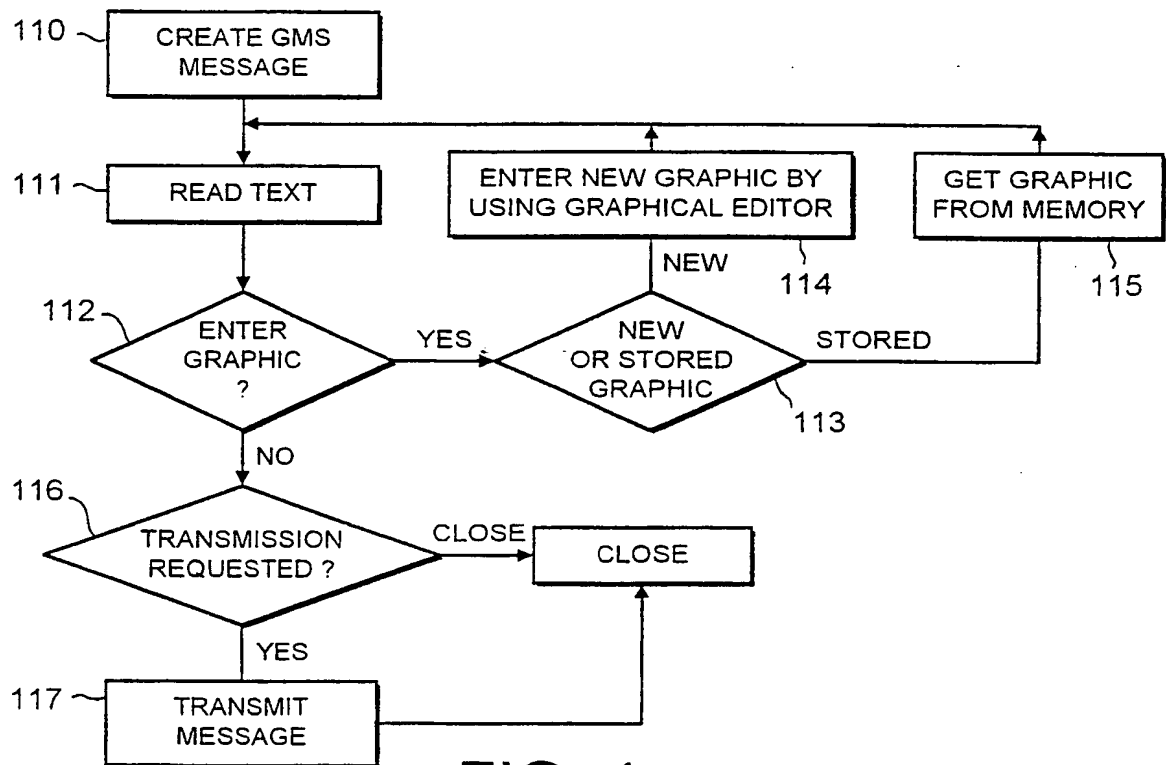 110
CREATE GMS
MESSAGE
111
READ TEXT
ENTER NEW GRAPHIC BY
USING GRAPHICAL EDITOR
GET GRAPHIC
FROM MEMORY
NEW
114
115
112
ENTER
GRAPHIC
?
YES
NEW
OR STORED
GRAPHIC
STORED
113
NO
116
TRANSMISSION
REQUESTED ?
CLOSE
CLOSE
YES
117
TRANSMIT
MESSAGE